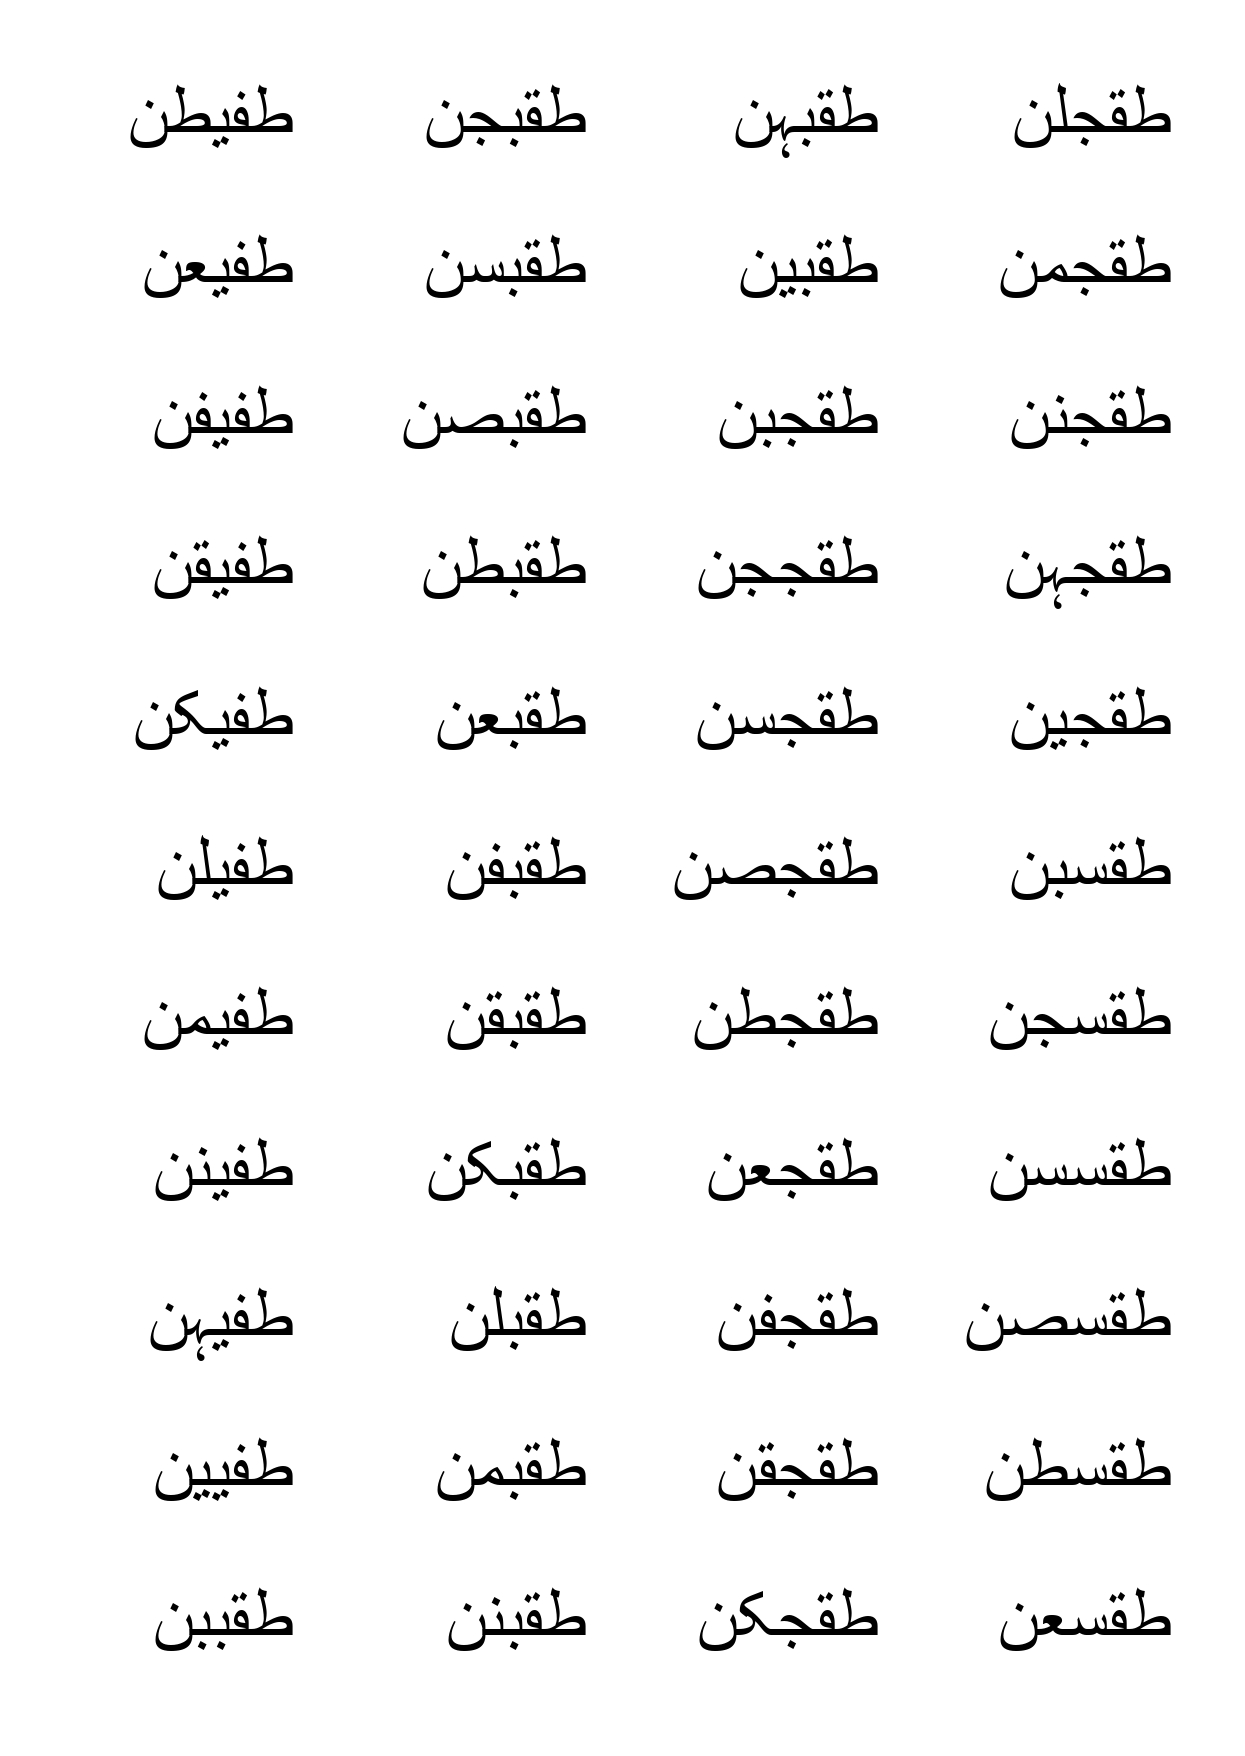 طقجلن طقبہن طقبجن طفیطن
طقجمن طقبین طقبسن طفیعن
طقجنن طقجبن طقبصن طفیفن
طقجہن طقججن طقبطن طفیقن
طقجین طقجسن طقبعن طفیکن
طقسبن طقجصن طقبفن طفیلن
طقسجن طقجطن طقبقن طفیمن
طقسسن طقجعن طقبکن طفینن
طقسصن طقجفن طقبلن طفیہن
طقسطن طقجقن طقبمن طفیین
طقسعن طقجکن طقبنن طقببن